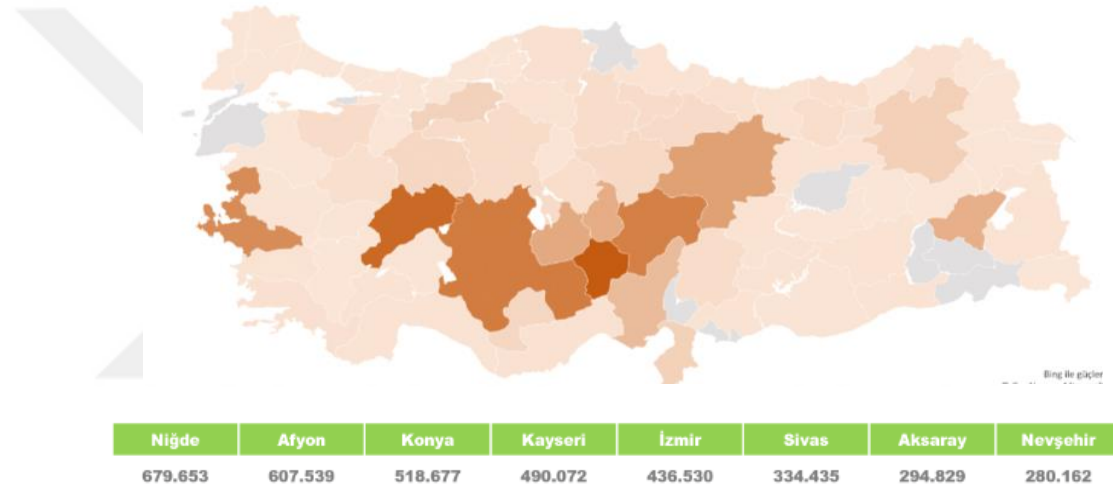 Bing ile güçler
Niğde Afyon Konya Kayseri İzmir Sivas Aksaray Nevşehir
679.653 607.539 518.677 490.072 436.530 334.435 294.829 280.162